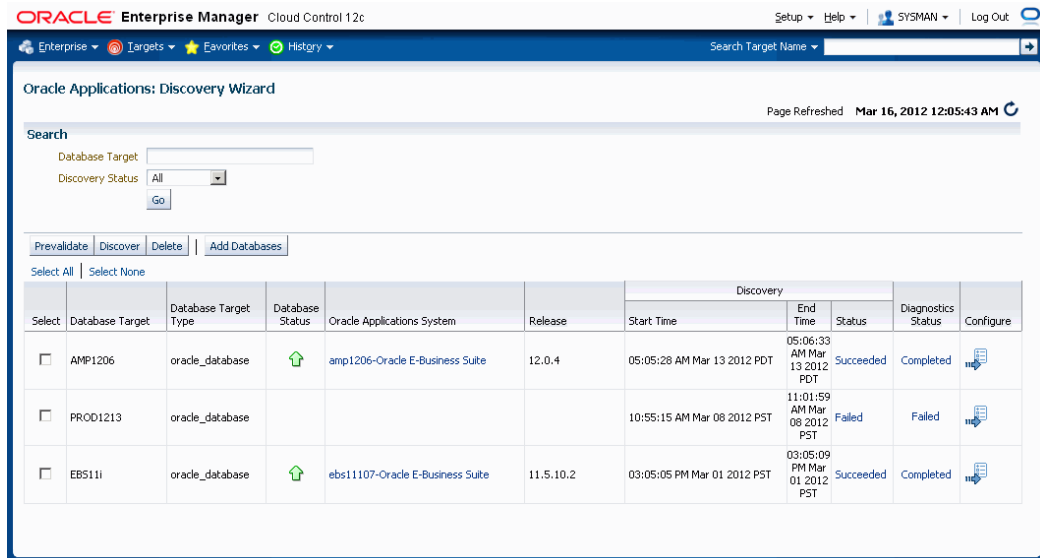 ORACLE Enterprise Manager Cloud Control 12c
Setup Help SYSMAN Log Out
Enterprise Targets Favorites History Search Target Name
Oracle Applications: Discovery Wizard
Page Refreshed Mar 16, 2012 12:05:43 AM
Search
Database Target
Discovery Status All
Go
Prevalidate Discover Delete Add Databases
Select All Select None
Discovery
Select Database Target Database Target Type Database Status Oracle Applications System Release Start Time End Time Status Diagnostics Status Configure
AMP1206 oracle_database amp1206-Oracle E-Business Suite 12.0.4 05:05:28 AM Mar 13 2012 PDT 05:06:33 AM Mar 13 2012 PDT Succeeded Completed
PROD1213 oracle_database 10:55:15 AM Mar 08 2012 PST 11:01:59 AM Mar 08 2012 PST Failed Failed
EBS11i oracle_database ebs11107-Oracle E-Business Suite 11.5.10.2 03:05:05 PM Mar 01 2012 PST 03:05:09 PM Mar 01 2012 PST Succeeded Completed